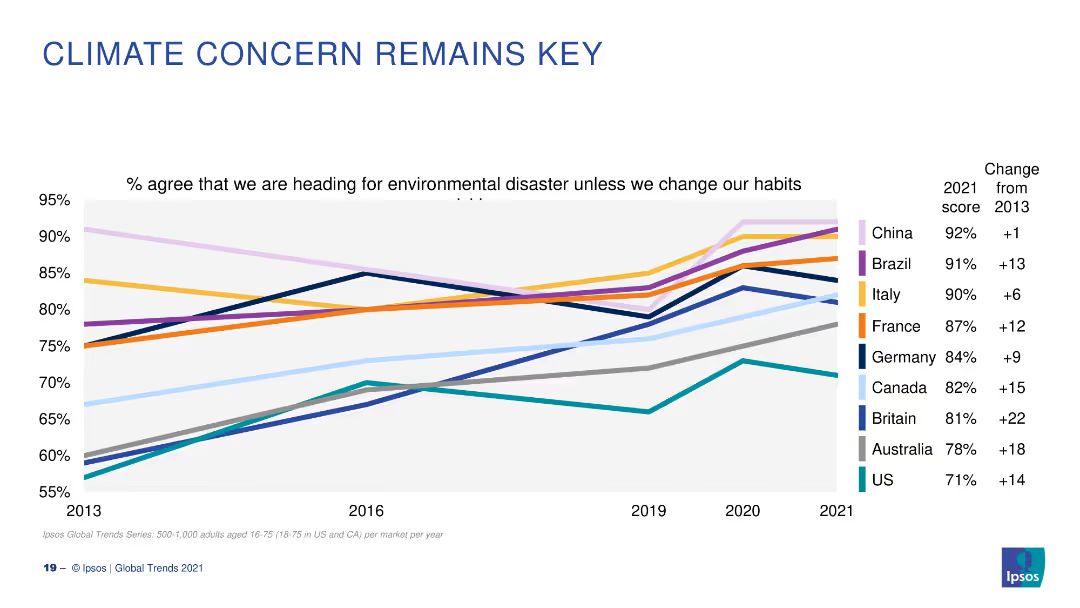 CLIMATE CONCERN REMAINS KEY
% agree that we are heading for environmental disaster unless we change our habits
2021 score
Change from 2013
95%
90%
85%
80%
75%
70%
65%
60%
55%
2013 2016 2019 2020 2021
China 92% +1
Brazil 91% +13
Italy 90% +6
France 87% +12
Germany 84% +9
Canada 82% +15
Britain 81% +22
Australia 78% +18
US 71% +14
Ipsos Global Trends Series: 500-1,000 adults aged 16-75 (18-75 in US and CA) per market per year
19 – © Ipsos | Global Trends 2021
Ipsos